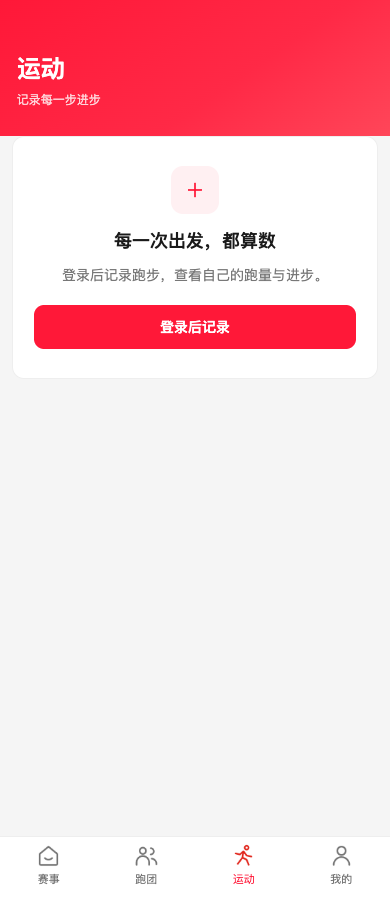 运动
记录每一步进步
每一次出发，都算数
登录后记录跑步，查看自己的跑量与进步。
登录后记录
赛事
跑团
运动
我的